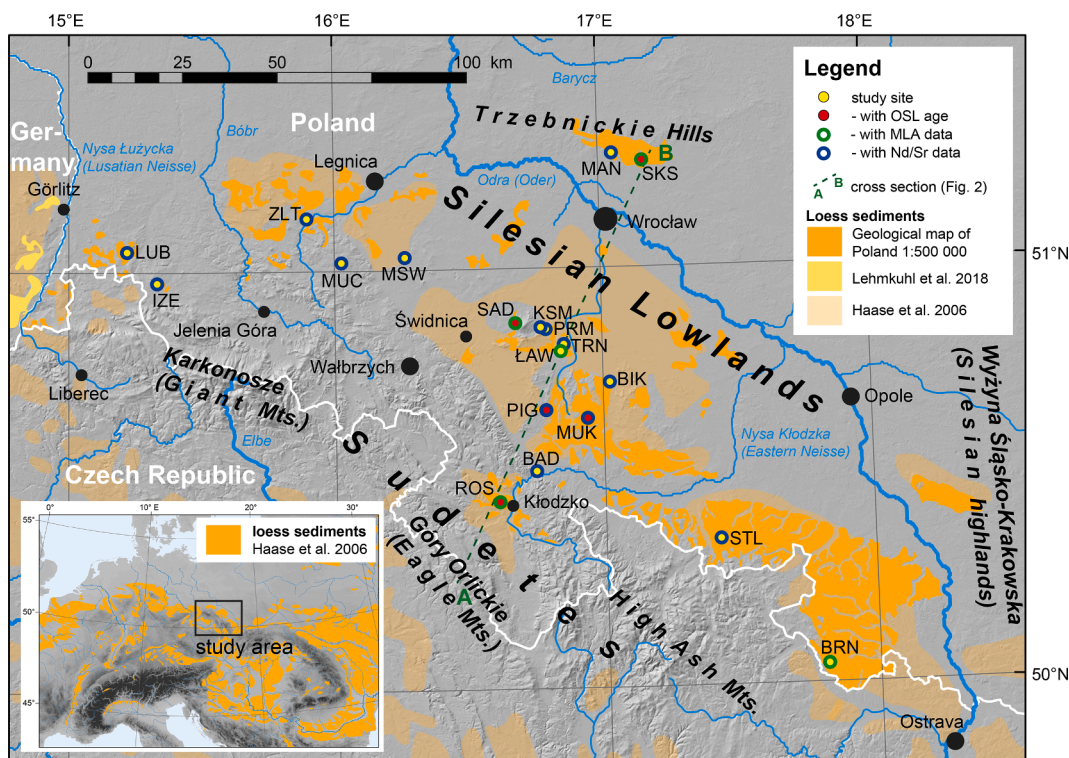 15°E
16°E
17°E
18°E
0
25
50
100 km
Barycz
Trzebnickie Hills
Ger-
many
Poland
Bóbr
Nysa Łużycka
(Lusatian Neisse)
Legnica
Görlitz
MAN
B
SKS
Odra (Oder)
Wrocław
ZLT
LUB
MUC
MSW
IZE
Silesian Lowlands
51°N
Jelenia Góra
Świdnica
SAD
KSM
PRM
TRN
ŁAW
Wałbrzych
Karkonosze
(Giant Mts.)
Liberec
BIK
PIG
MUK
Opole
Elbe
Nysa Kłodzka
(Eastern Neisse)
Wyżyna Śląsko-Krakowska
(Silesian highlands)
Czech Republic
BAD
ROS
Kłodzko
Sudetes
STL
Góry Orlickie
(Eagle Mts.)
A
High Ash Mts.
BRN
50°N
Ostrava
Legend
study site
- with OSL age
- with MLA data
- with Nd/Sr data
A B
cross section (Fig. 2)
Loess sediments
Geological map of
Poland 1:500 000
Lehmkuhl et al. 2018
Haase et al. 2006
0°
10°E
20°E
30°E
55°
50°
45°
loess sediments
Haase et al. 2006
study area
0°
10°
20°